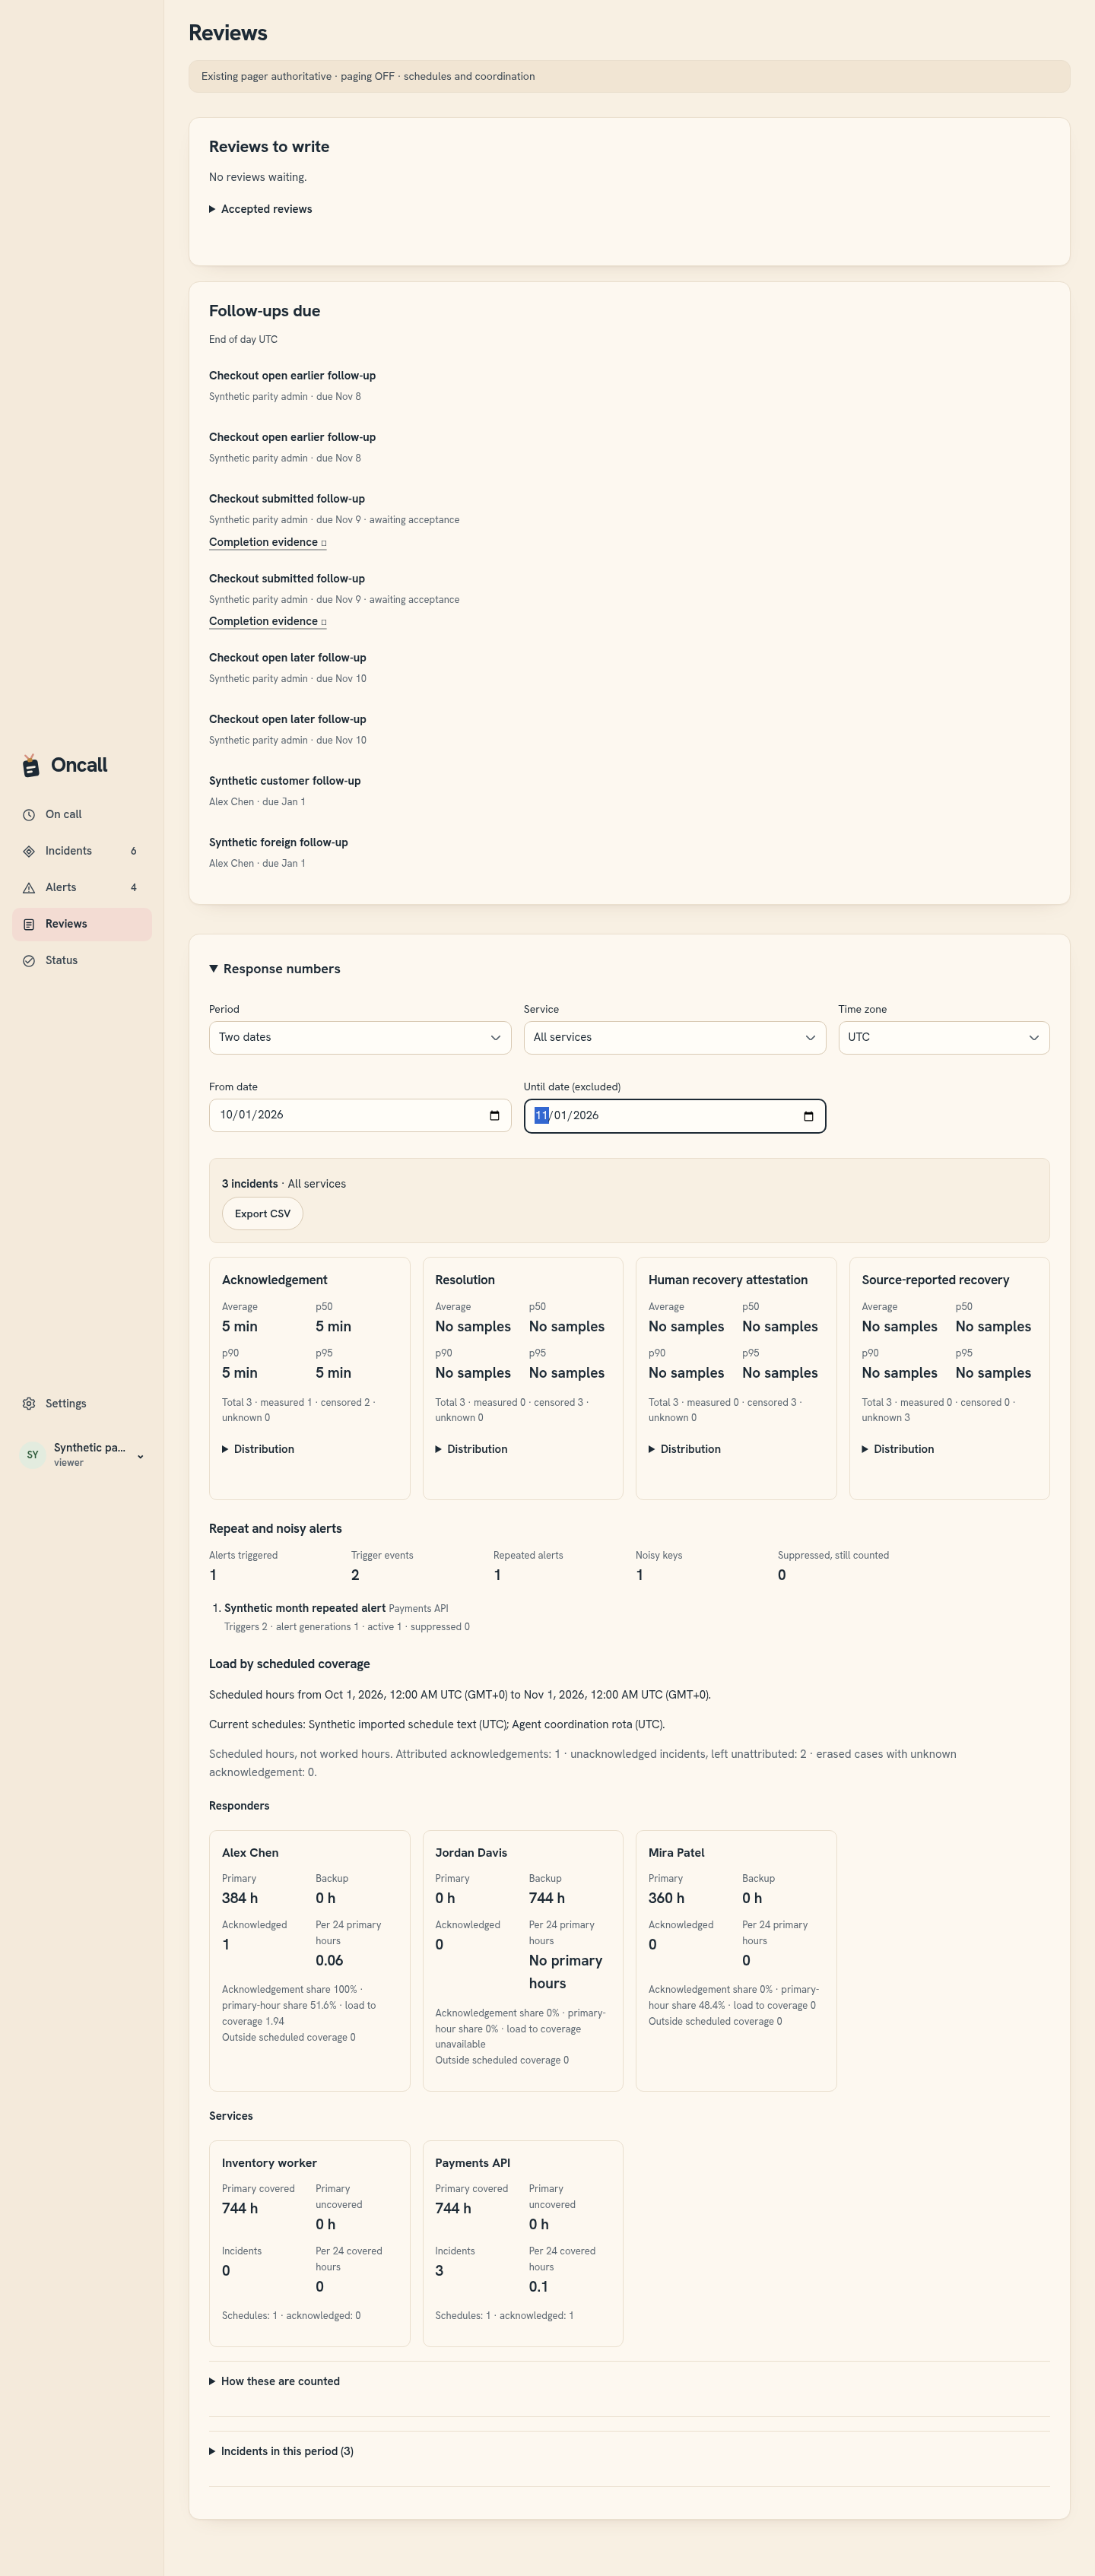 Oncall
On call
Incidents 6
Alerts 4
Reviews
Status
Settings
SY
Synthetic pa...
viewer
Reviews
Existing pager authoritative · paging OFF · schedules and coordination
Reviews to write
No reviews waiting.
Accepted reviews
Follow-ups due
End of day UTC
Checkout open earlier follow-up
Synthetic parity admin · due Nov 8
Checkout open earlier follow-up
Synthetic parity admin · due Nov 8
Checkout submitted follow-up
Synthetic parity admin · due Nov 9 · awaiting acceptance
Completion evidence
Checkout submitted follow-up
Synthetic parity admin · due Nov 9 · awaiting acceptance
Completion evidence
Checkout open later follow-up
Synthetic parity admin · due Nov 10
Checkout open later follow-up
Synthetic parity admin · due Nov 10
Synthetic customer follow-up
Alex Chen · due Jan 1
Synthetic foreign follow-up
Alex Chen · due Jan 1
Response numbers
Period
Two dates
Service
All services
Time zone
UTC
From date
10/01/2026
Until date (excluded)
11/01/2026
3 incidents · All services
Export CSV
Acknowledgement
Average p50
5 min 5 min
p90 p95
5 min 5 min
Total 3 · measured 1 · censored 2 ·
unknown 0
Distribution
Resolution
Average p50
No samples No samples
p90 p95
No samples No samples
Total 3 · measured 0 · censored 3 ·
unknown 0
Distribution
Human recovery attestation
Average p50
No samples No samples
p90 p95
No samples No samples
Total 3 · measured 0 · censored 3 ·
unknown 0
Distribution
Source-reported recovery
Average p50
No samples No samples
p90 p95
No samples No samples
Total 3 · measured 0 · censored 0 ·
unknown 3
Distribution
Repeat and noisy alerts
Alerts triggered Trigger events Repeated alerts Noisy keys Suppressed, still counted
1 2 1 1 0
1. Synthetic month repeated alert Payments API
Triggers 2 · alert generations 1 · active 1 · suppressed 0
Load by scheduled coverage
Scheduled hours from Oct 1, 2026, 12:00 AM UTC (GMT+0) to Nov 1, 2026, 12:00 AM UTC (GMT+0).
Current schedules: Synthetic imported schedule text (UTC); Agent coordination rota (UTC).
Scheduled hours, not worked hours. Attributed acknowledgements: 1 · unacknowledged incidents, left unattributed: 2 · erased cases with unknown
acknowledgement: 0.
Responders
Alex Chen
Primary Backup
384 h 0 h
Acknowledged Per 24 primary
hours
1 0.06
Acknowledgement share 100% ·
primary-hour share 51.6% · load to
coverage 1.94
Outside scheduled coverage 0
Jordan Davis
Primary Backup
0 h 744 h
Acknowledged Per 24 primary
hours
0 No primary
hours
Acknowledgement share 0% · primary-
hour share 0% · load to coverage
unavailable
Outside scheduled coverage 0
Mira Patel
Primary Backup
360 h 0 h
Acknowledged Per 24 primary
hours
0 0
Acknowledgement share 0% · primary-
hour share 48.4% · load to coverage 0
Outside scheduled coverage 0
Services
Inventory worker
Primary covered Primary
uncovered
744 h 0 h
Incidents Per 24 covered
hours
0 0
Schedules: 1 · acknowledged: 0
Payments API
Primary covered Primary
uncovered
744 h 0 h
Incidents Per 24 covered
hours
3 0.1
Schedules: 1 · acknowledged: 1
How these are counted
Incidents in this period (3)